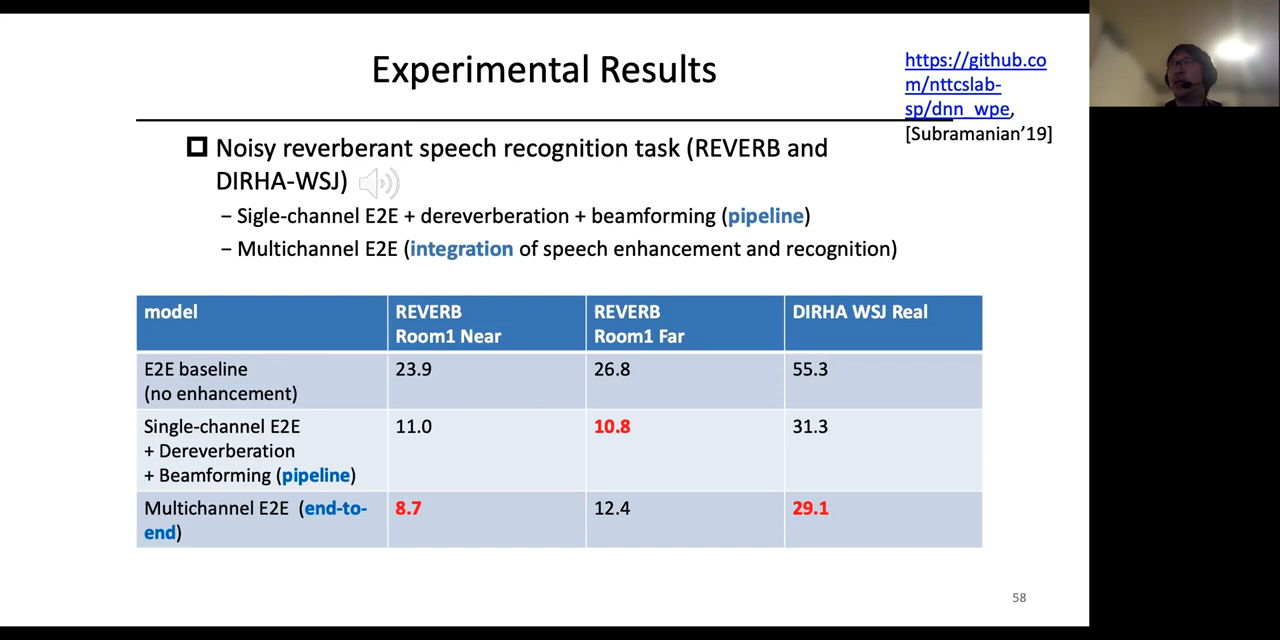 Experimental Results
https://github.co
m/nttcslab-
sp/dnn_wpe,
[Subramanian'19]
Noisy reverberant speech recognition task (REVERB and
DIRHA-WSJ)
– Sigle-channel E2E + dereverberation + beamforming (pipeline)
– Multichannel E2E (integration of speech enhancement and recognition)
model
REVERB
Room1 Near
REVERB
Room1 Far
DIRHA WSJ Real
E2E baseline
(no enhancement)
23.9
26.8
55.3
Single-channel E2E
+ Dereverberation
+ Beamforming (pipeline)
11.0
10.8
31.3
Multichannel E2E (end-to-
end)
8.7
12.4
29.1
58